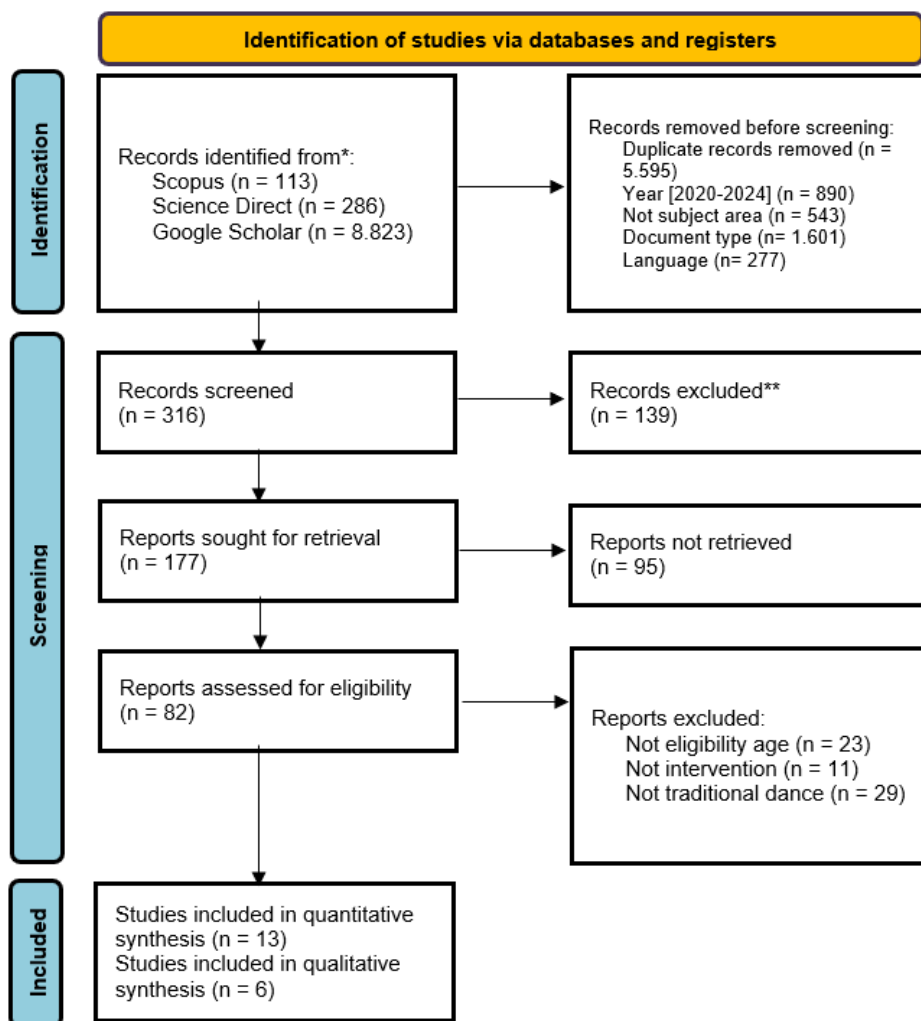 Identification of studies via databases and registers
Identification
Records identified from*:
Scopus (n = 113)
Science Direct (n = 286)
Google Scholar (n = 8.823)
Records removed before screening:
Duplicate records removed (n =
5.595)
Year [2020-2024] (n = 890)
Not subject area (n = 543)
Document type (n= 1.601)
Language (n= 277)
Screening
Records screened
(n = 316)
Records excluded**
(n = 139)
Reports sought for retrieval
(n = 177)
Reports not retrieved
(n = 95)
Reports assessed for eligibility
(n = 82)
Reports excluded:
Not eligibility age (n = 23)
Not intervention (n = 11)
Not traditional dance (n = 29)
Included
Studies included in quantitative
synthesis (n = 13)
Studies included in qualitative
synthesis (n = 6)